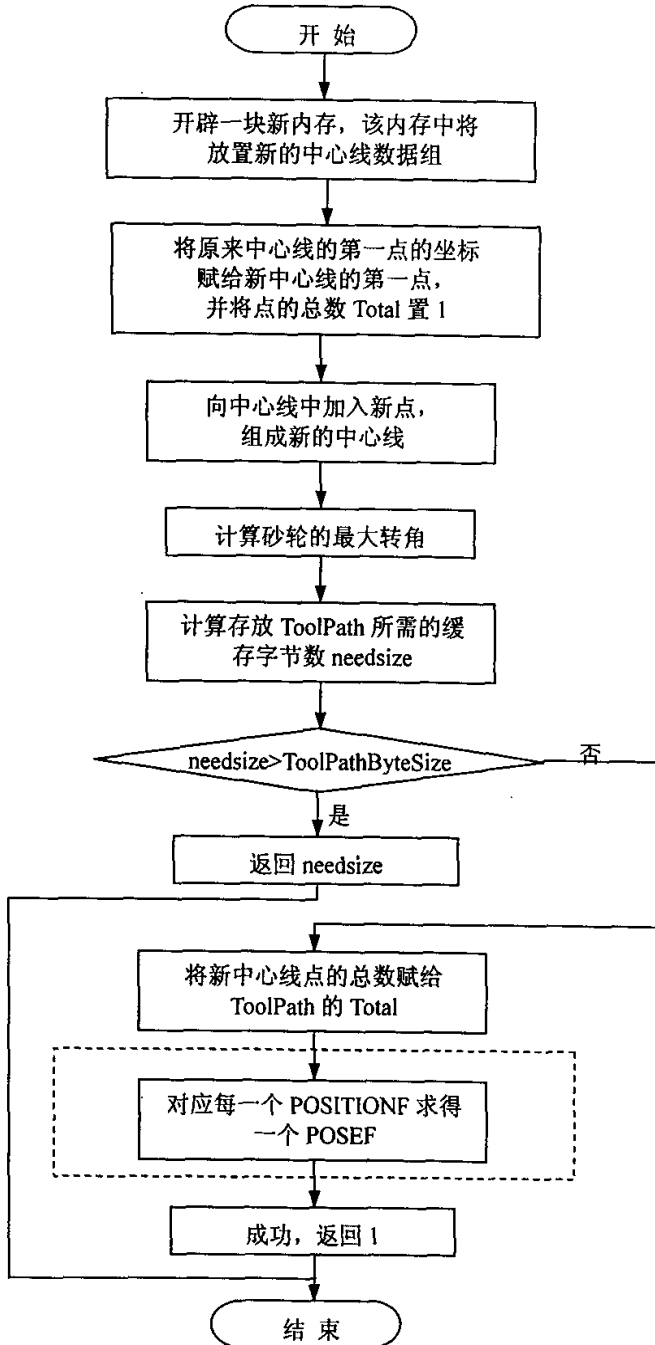 开 始
开辟一块新内存，该内存中将
放置新的中心线数据组
将原来中心线的第一点的坐标
赋给新中心线的第一点，
并将点的总数 Total 置 1
向中心线中加入新点，
组成新的中心线
计算砂轮的最大转角
计算存放 ToolPath 所需的缓
存字节数 needsize
needsize>ToolPathByteSize
否
是
返回 needsize
将新中心线点的总数赋给
ToolPath 的 Total
对应每一个 POSITIONF 求得
一个 POSEF
成功，返回 1
结 束